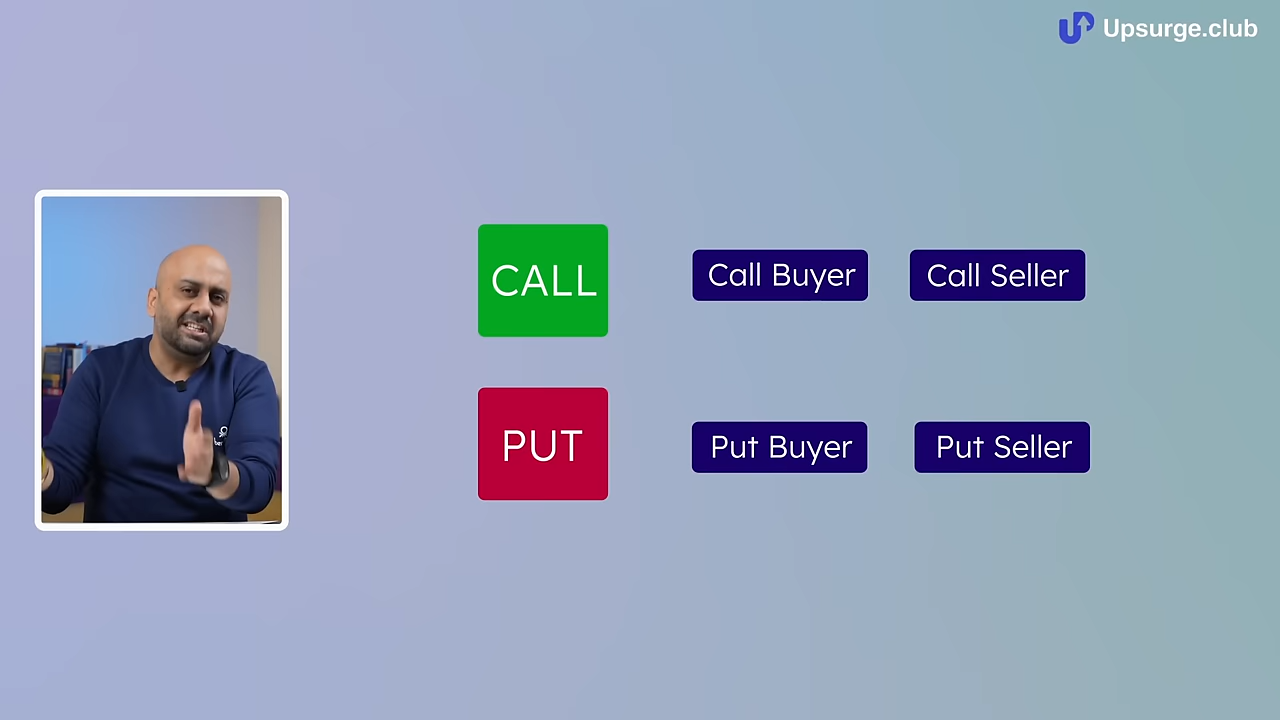 Upsurge.club
CALL
Call Buyer
Call Seller
PUT
Put Buyer
Put Seller